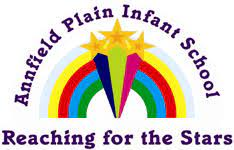 Annfield Plain Infant School
Reaching for the Stars